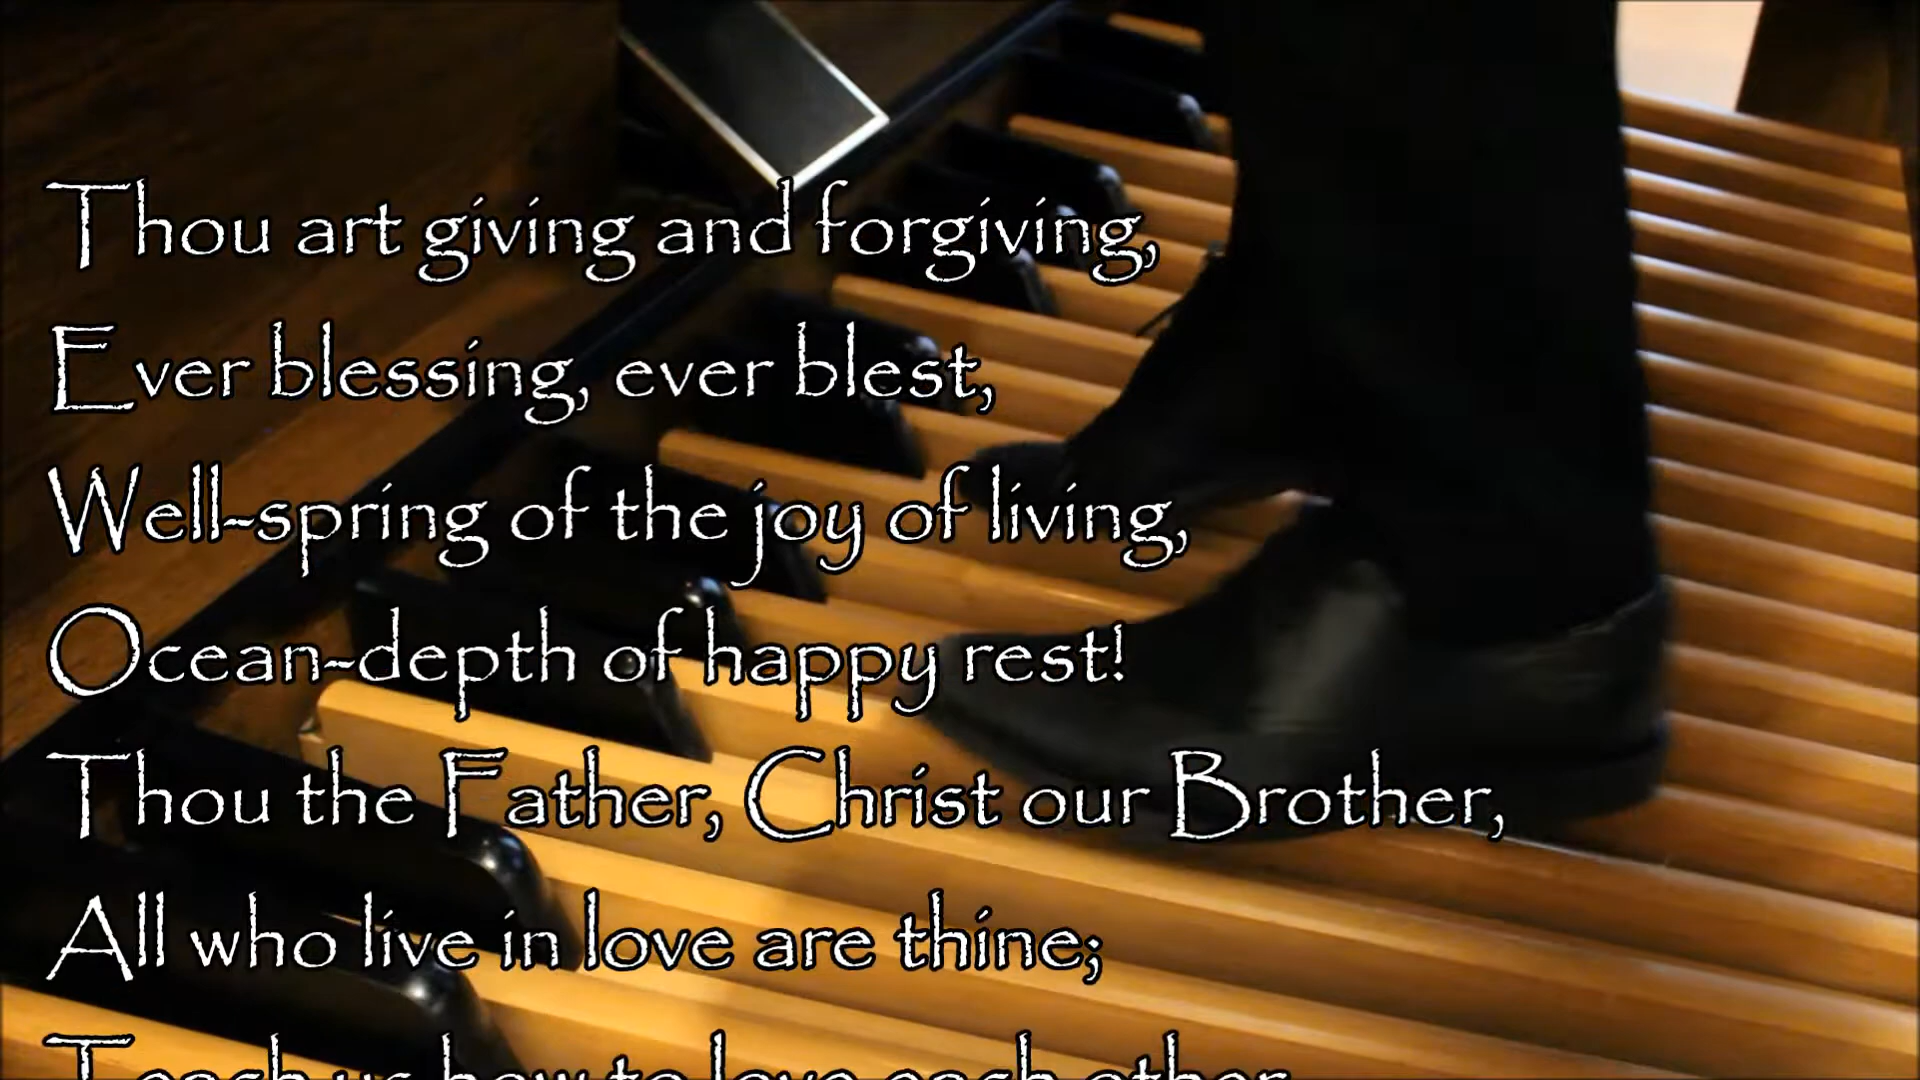 Thou art giving and forgiving,
Ever blessing, ever blest,
Well-spring of the joy of living,
Ocean-depth of happy rest!
Thou the Father, Christ our Brother,
All who live in love are thine;
Teach us how to love each other